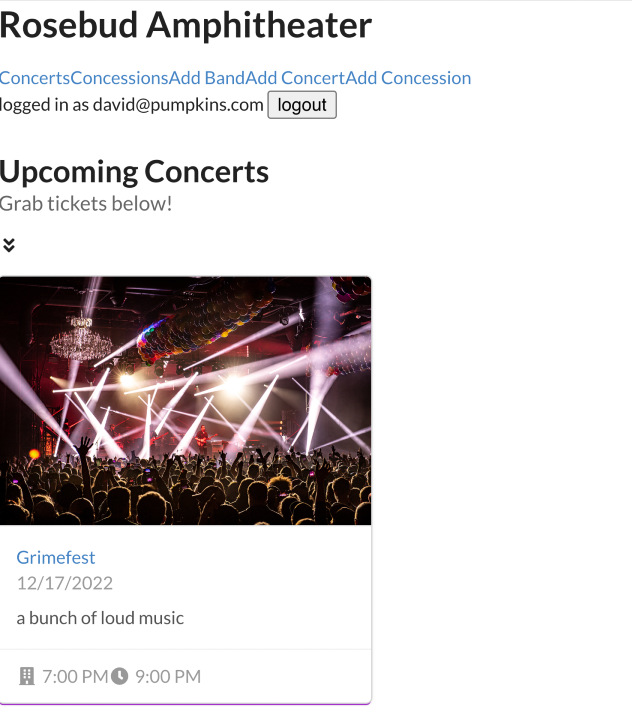 Rosebud Amphitheater
ConcertsConcessionsAdd BandAdd ConcertAdd Concession
logged in as david@pumpkins.com logout
Upcoming Concerts
Grab tickets below!
Grimefest
12/17/2022
a bunch of loud music
7:00 PM 9:00 PM